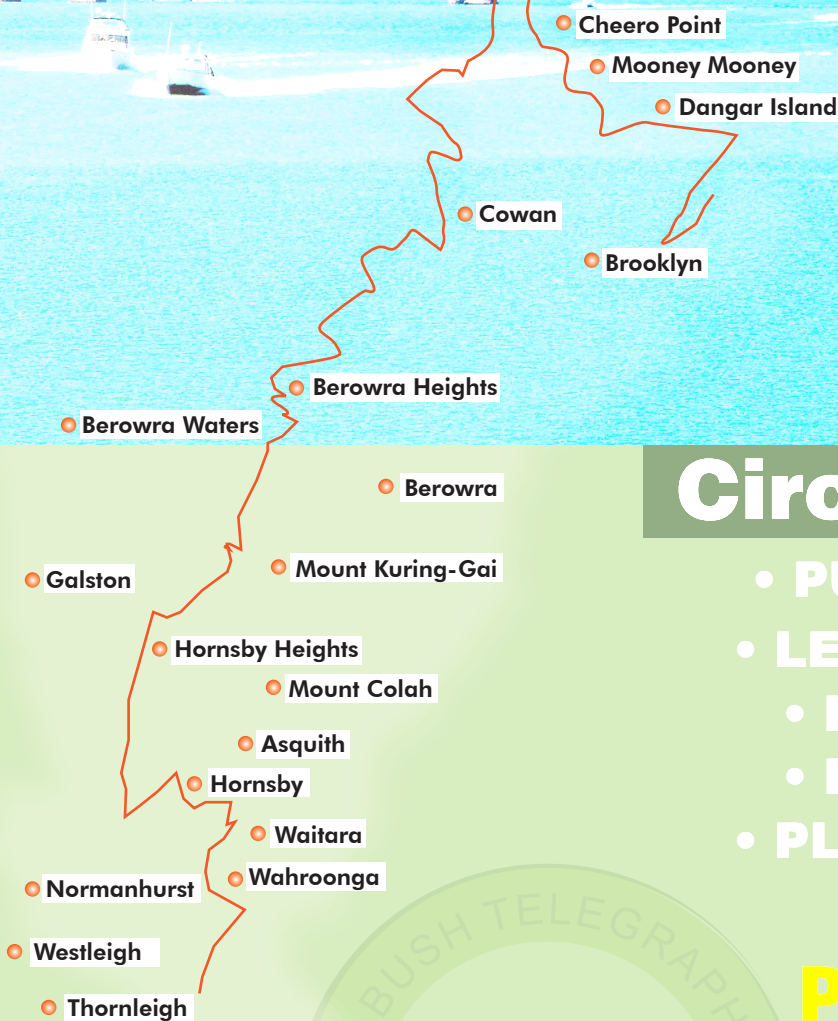 Cheero Point
Mooney Mooney
Dangar Island
Cowan
Brooklyn
Berowra Heights
Berowra Waters
Berowra
Mount Kuring-Gai
Galston
Hornsby Heights
Mount Colah
Asquith
Hornsby
Waitara
Wahroonga
Normanhurst
Westleigh
Thornleigh
BUSH TELEGRAPH